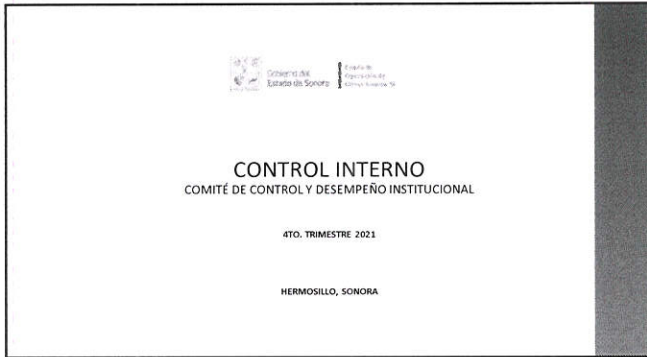 Gobierno del
Estado de Sonora
CONTROL INTERNO
COMITÉ DE CONTROL Y DESEMPEÑO INSTITUCIONAL
4TO. TRIMESTRE 2021
HERMOSILLO, SONORA